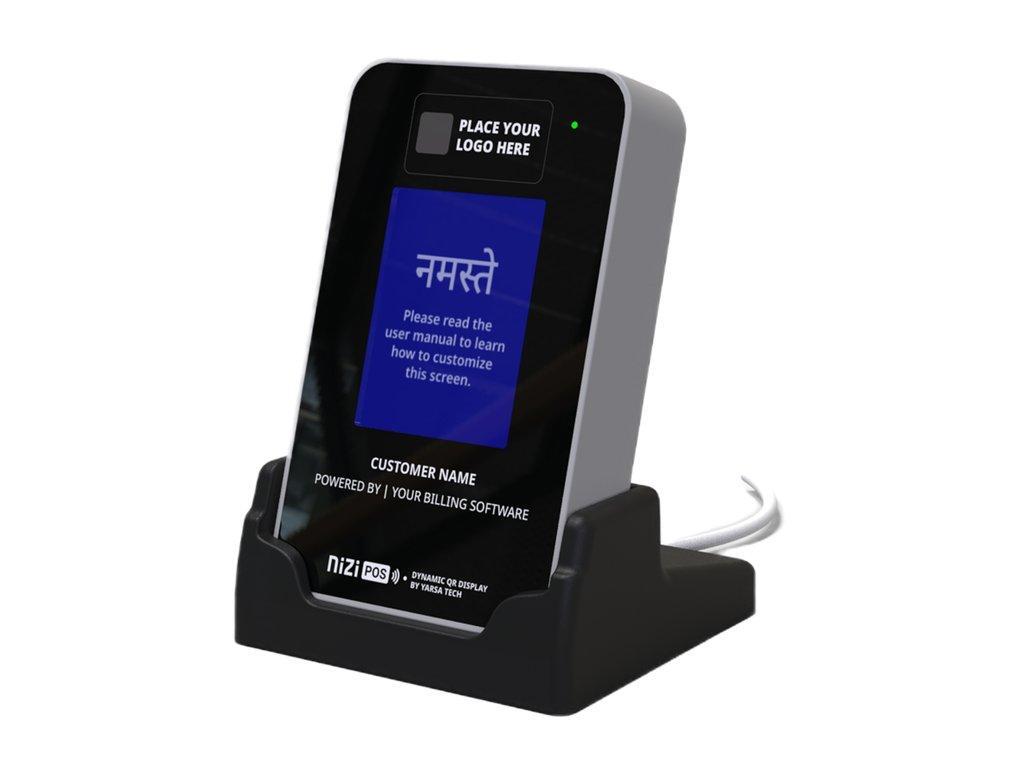 PLACE YOUR
LOGO HERE
नमस्ते
Please read the
user manual to learn
how to customize
this screen.
CUSTOMER NAME
POWERED BY | YOUR BILLING SOFTWARE
NiZi POS • DYNAMIC QR DISPLAY
BY YARSA TECH